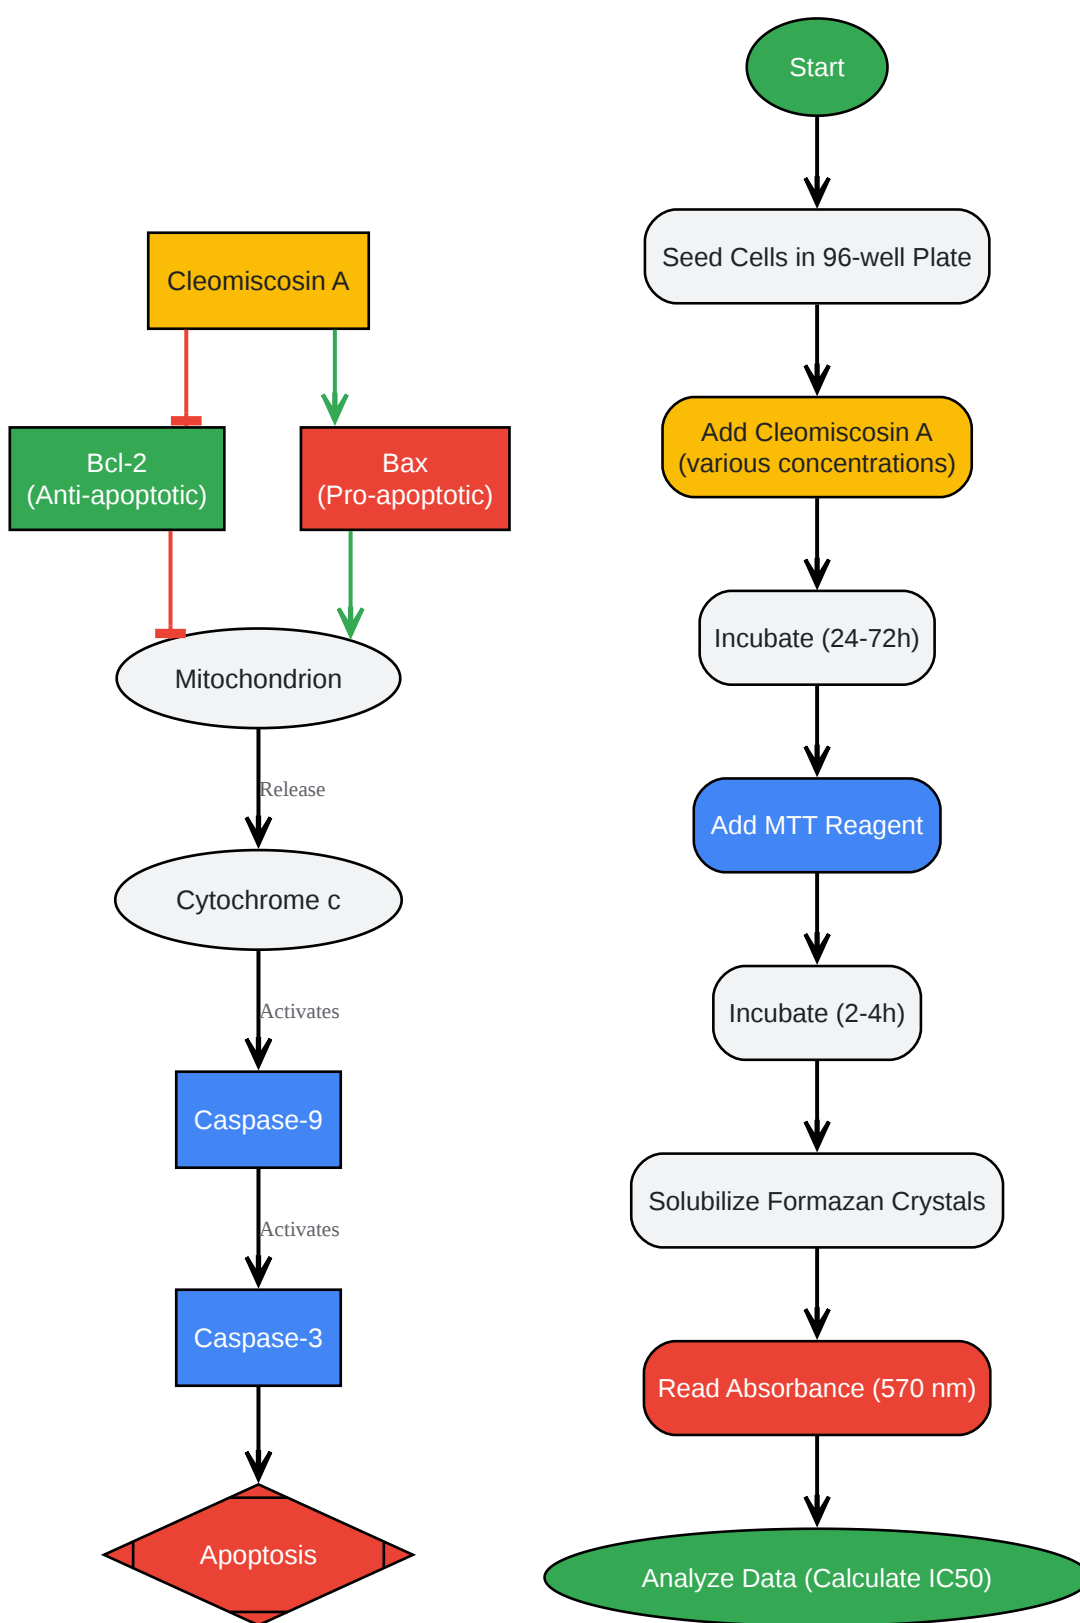 Cleomiscosin A
Bcl-2
(Anti-apoptotic)
Bax
(Pro-apoptotic)
Mitochondrion
Release
Cytochrome c
Activates
Caspase-9
Activates
Caspase-3
Apoptosis
Start
Seed Cells in 96-well Plate
Add Cleomiscosin A
(various concentrations)
Incubate (24-72h)
Add MTT Reagent
Incubate (2-4h)
Solubilize Formazan Crystals
Read Absorbance (570 nm)
Analyze Data (Calculate IC50)